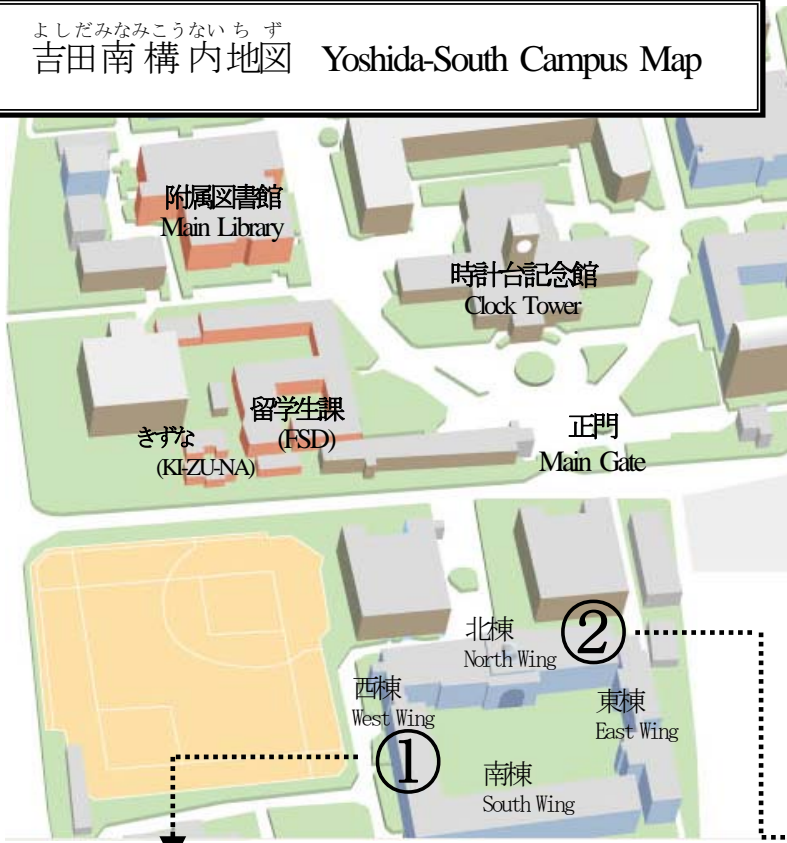 よしだみなみこうないちず
吉田南構内地図 Yoshida-South Campus Map
附属図書館
Main Library
時計台記念館
Clock Tower
留学生課
(FSD)
きずな
(KI-ZU-NA)
正門
Main Gate
北棟
North Wing
②
西棟
West Wing
東棟
East Wing
①
南棟
South Wing